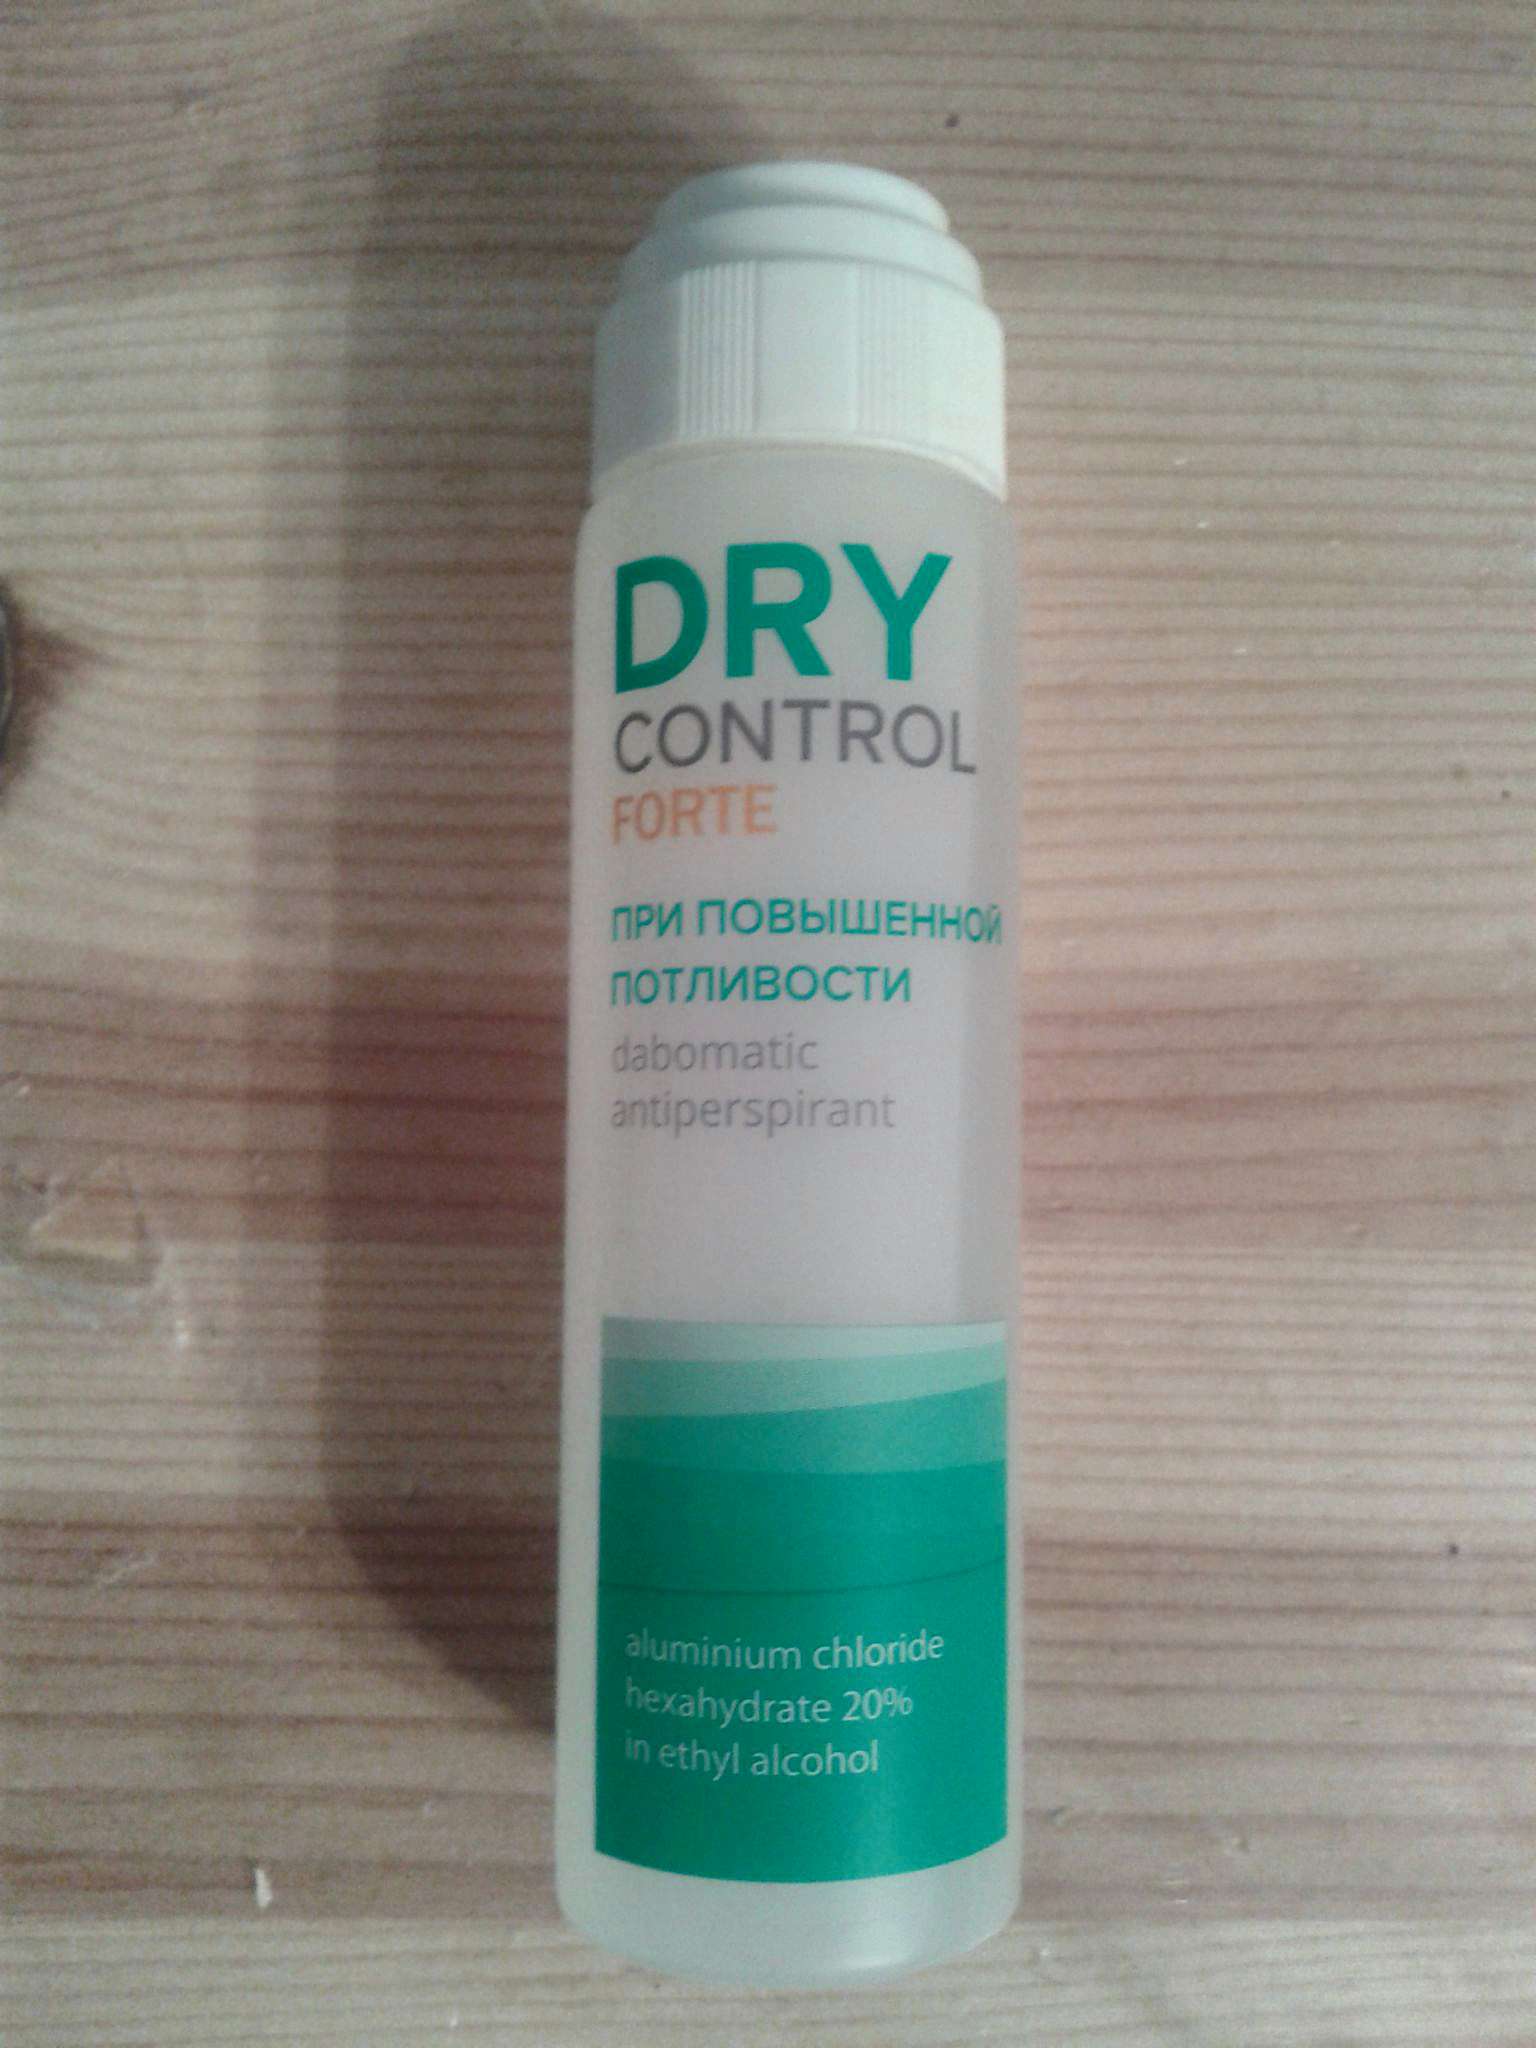 DRY
CONTROL
FORTE
ПРИ ПОВЫШЕННОЙ
ПОТЛИВОСТИ
dabomatic
antiperspirant
aluminium chloride
hexahydrate 20%
in ethyl alcohol